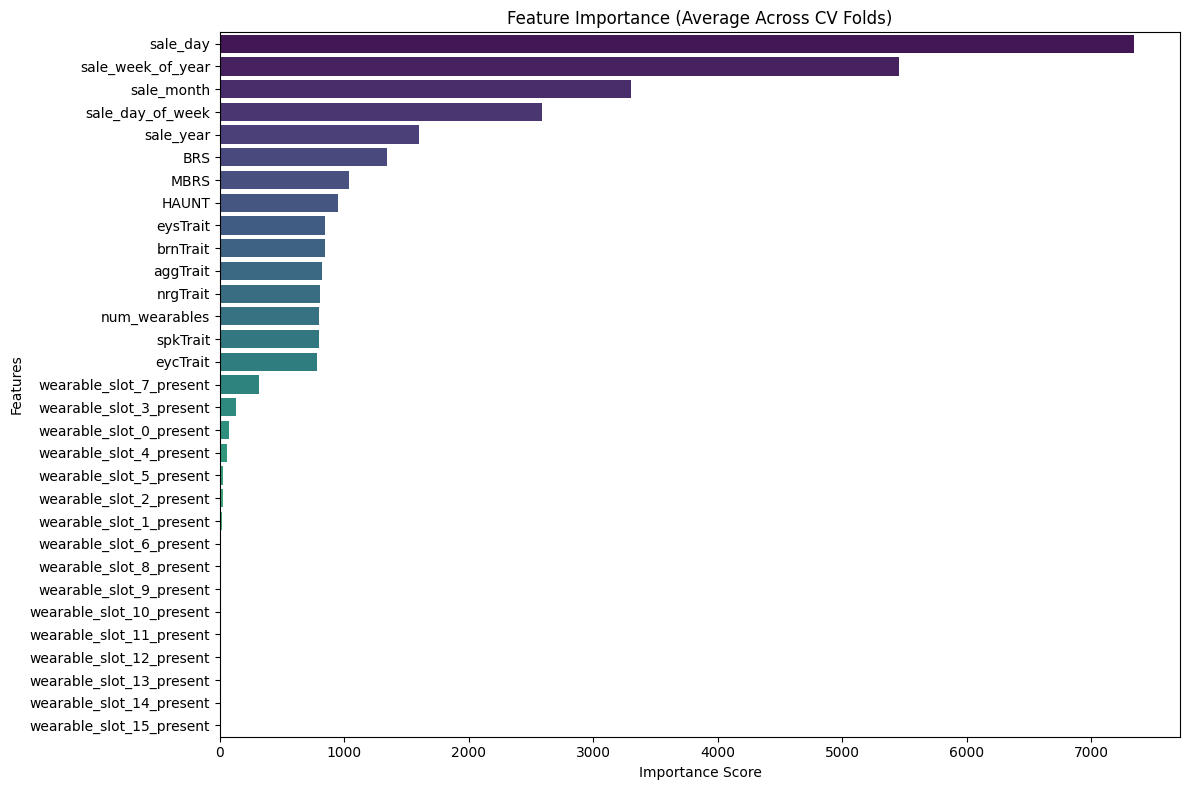 Feature Importance (Average Across CV Folds)
Features
sale_day
sale_week_of_year
sale_month
sale_day_of_week
sale_year
BRS
MBRS
HAUNT
eysTrait
brnTrait
aggTrait
nrgTrait
num_wearables
spkTrait
eycTrait
wearable_slot_7_present
wearable_slot_3_present
wearable_slot_0_present
wearable_slot_4_present
wearable_slot_5_present
wearable_slot_2_present
wearable_slot_1_present
wearable_slot_6_present
wearable_slot_8_present
wearable_slot_9_present
wearable_slot_10_present
wearable_slot_11_present
wearable_slot_12_present
wearable_slot_13_present
wearable_slot_14_present
wearable_slot_15_present
0 1000 2000 3000 4000 5000 6000 7000
Importance Score